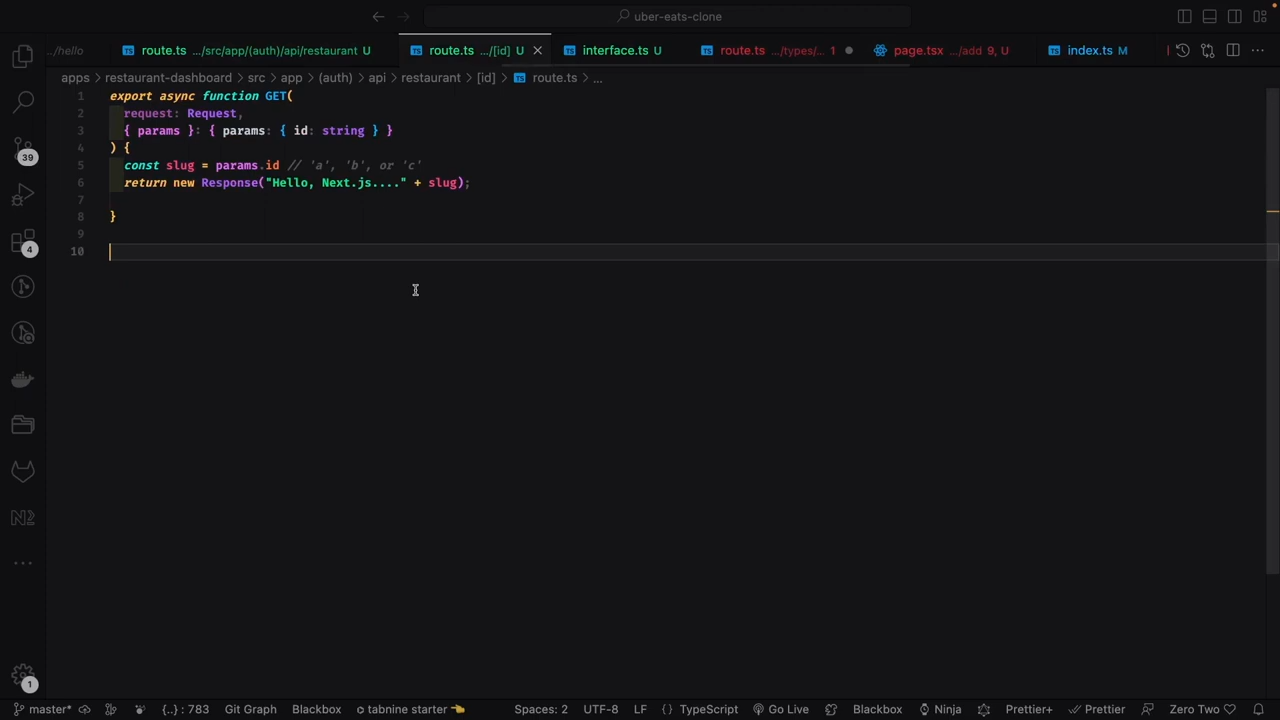 uber-eats-clone
../hello
route.ts .../src/app/(auth)/api/restaurant U
route.ts .../[id] U
interface.ts U
route.ts .../types/... 1
page.tsx .../add 9, U
index.ts M
apps > restaurant-dashboard > src > app > (auth) > api > restaurant > [id] > TS route.ts > ...
1 export async function GET(
2 request: Request,
3 { params }: { params: { id: string } }
4 ) {
5 const slug = params.id // 'a', 'b', or 'c'
6 return new Response("Hello, Next.js...." + slug);
7
8 }
9
10
39
4
1
master* {..} : 783 Git Graph Blackbox tabnine starter Spaces: 2 UTF-8 LF {} TypeScript Go Live Blackbox Ninja Prettier+ Prettier Zero Two